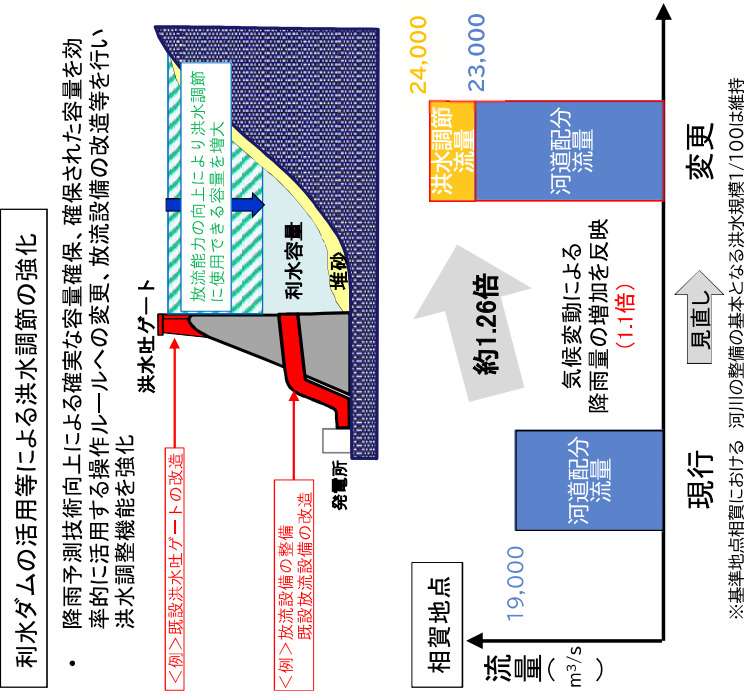 利水ダムの活用等による洪水調節の強化
• 降雨予測技術向上による確実な容量確保、確保された容量を効
率的に活用する操作ルールへの変更、放流設備の改造等を行い
洪水調整機能を強化
＜例＞既設洪水吐ゲートの改造
洪水吐ゲート
放流能力の向上により洪水調節
に使用できる容量を増大
利水容量
堆砂
＜例＞放流設備の整備
既設放流設備の改造
発電所
相賀地点
流量
(m³/s)
19,000
河道配分
流量
現行
約1.26倍
気候変動による
降雨量の増加を反映
(1.1倍)
見直し
24,000
23,000
洪水調節
流量
河道配分
流量
変更
※基準地点相賀における 河川の整備の基本となる洪水規模1/100は維持